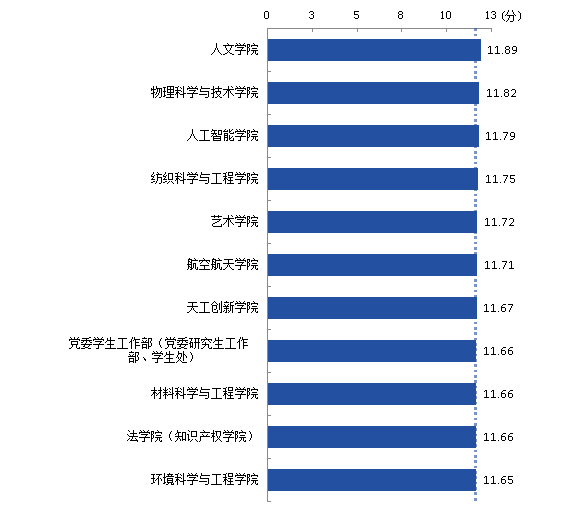 0 3 5 8 10 13 (分)
人文学院 11.89
物理科学与技术学院 11.82
人工智能学院 11.79
纺织科学与工程学院 11.75
艺术学院 11.72
航空航天学院 11.71
天工创新学院 11.67
党委学生工作部（党委研究生工作
部、学生处） 11.66
材料科学与工程学院 11.66
法学院（知识产权学院） 11.66
环境科学与工程学院 11.65